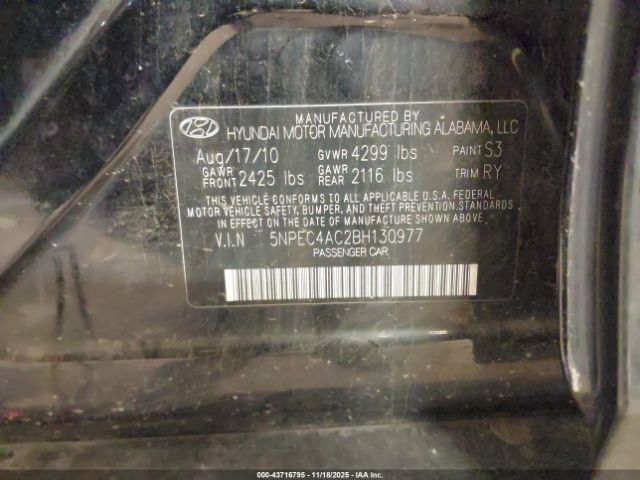 MANUFACTURED BY
HYUNDAI MOTOR MANUFACTURING ALABAMA, LLC
Aug/17/10 GVWR 4299 lbs PAINT S3
GAWR FRONT 2425 lbs GAWR REAR 2116 lbs TRIM RY
THIS VEHICLE CONFORMS TO ALL APPLICABLE U.S.A. FEDERAL
MOTOR VEHICLE SAFETY, BUMPER, AND THEFT PREVENTION
STANDARDS IN EFFECT ON THE DATE OF MANUFACTURE SHOWN ABOVE.
V.I.N 5NPEC4AC2BH130977
PASSENGER CAR
000-43716795 - 11/18/2025 - IAAI.COM